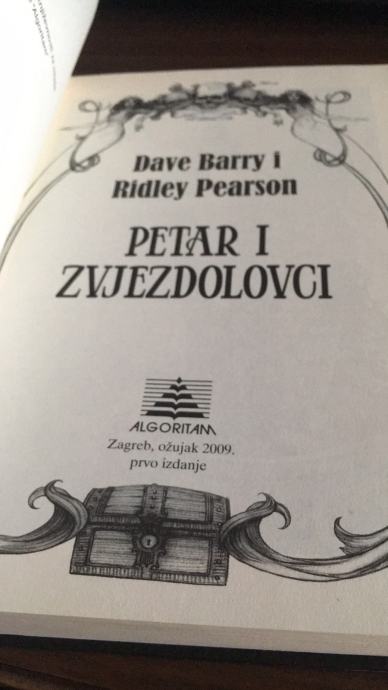 Dave Barry i
Ridley Pearson
PETAR I
ZVJEZDOLOVCI
ALGORITAM
Zagreb, ožujak 2009.
prvo izdanje